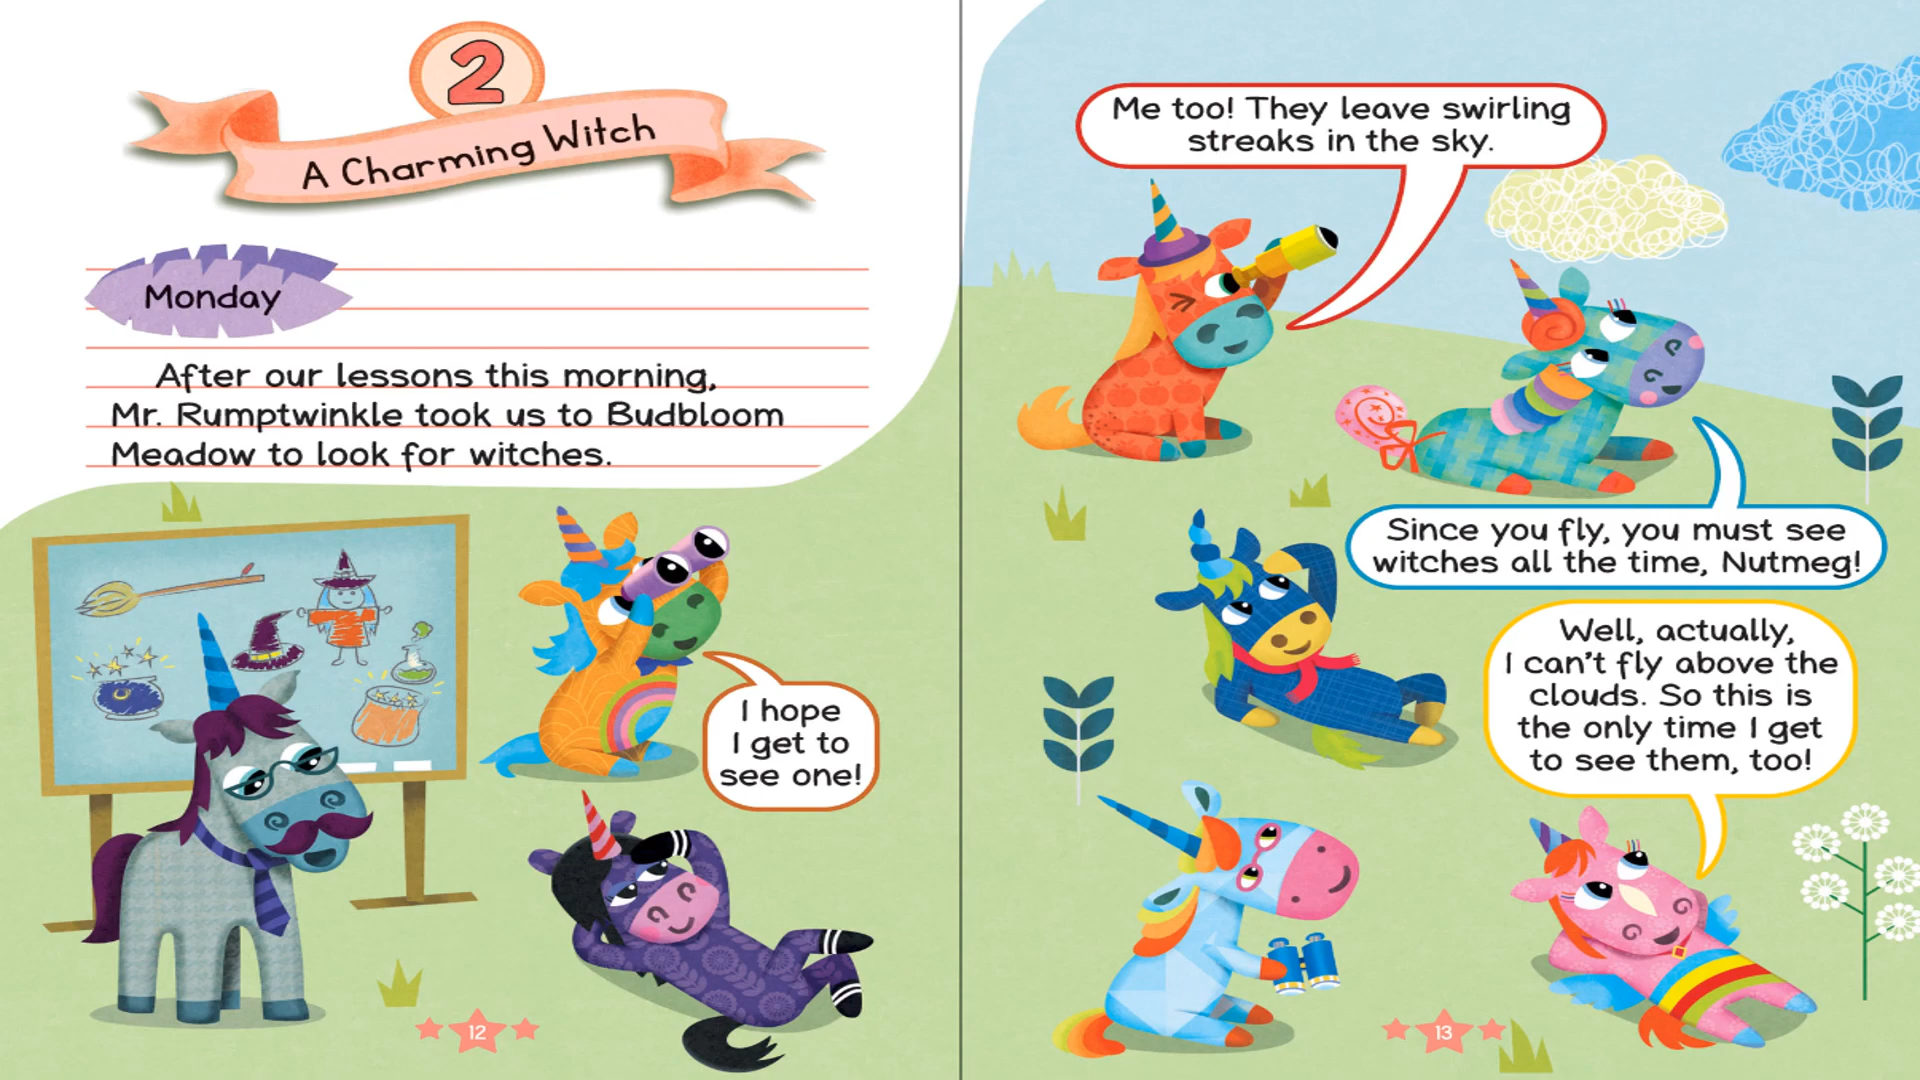 2
A Charming Witch
Monday
After our lessons this morning,
Mr. Rumptwinkle took us to Budbloom
Meadow to look for witches.
I hope
I get to
see one!
12
Me too! They leave swirling
streaks in the sky.
Since you fly, you must see
witches all the time, Nutmeg!
Well, actually,
I can't fly above the
clouds. So this is
the only time I get
to see them, too!
13